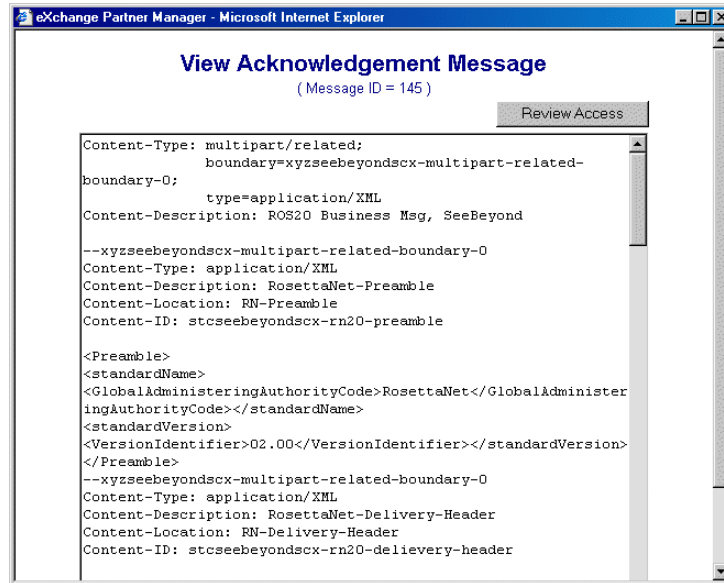 eXchange Partner Manager - Microsoft Internet Explorer
View Acknowledgement Message
( Message ID = 145 )
Review Access
Content-Type: multipart/related;
boundary=xyzseebeyondscx-multipart-related-
boundary-0;
type=application/XML
Content-Description: ROS20 Business Msg, SeeBeyond
--xyzseebeyondscx-multipart-related-boundary-0
Content-Type: application/XML
Content-Description: RosettaNet-Preamble
Content-Location: RN-Preamble
Content-ID: stcseebeyondscx-rn20-preamble
<Preamble>
<standardName>
<GlobalAdministeringAuthorityCode>RosettaNet</GlobalAdminister
ingAuthorityCode></standardName>
<standardVersion>
<VersionIdentifier>02.00</VersionIdentifier></standardVersion>
</Preamble>
--xyzseebeyondscx-multipart-related-boundary-0
Content-Type: application/XML
Content-Description: RosettaNet-Delivery-Header
Content-Location: RN-Delivery-Header
Content-ID: stcseebeyondscx-rn20-delievery-header